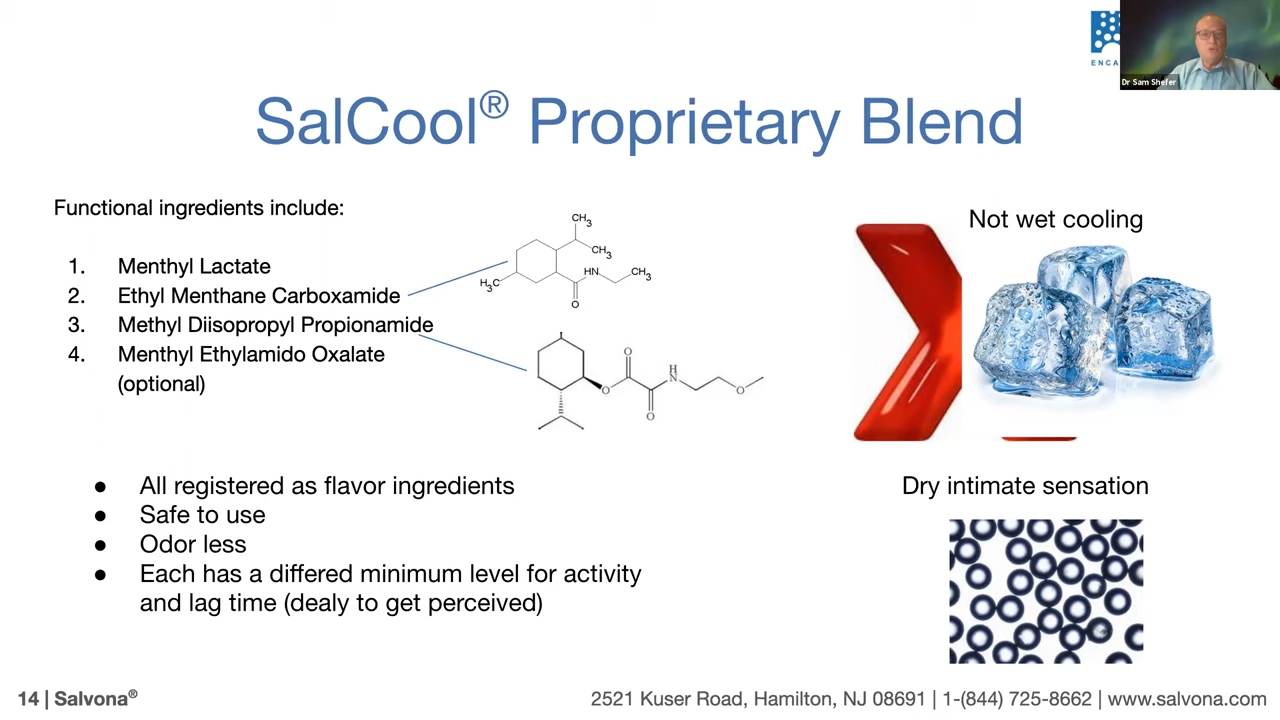 ENCA
Dr Sam Shefer
SalCool® Proprietary Blend
Functional ingredients include:
1. Menthyl Lactate
2. Ethyl Menthane Carboxamide
3. Methyl Diisopropyl Propionamide
4. Menthyl Ethylamido Oxalate
(optional)
CH3
CH3
HN
CH3
H3C
O
O
H
N
O
O
O
Not wet cooling
● All registered as flavor ingredients
● Safe to use
● Odor less
● Each has a differed minimum level for activity
and lag time (dealy to get perceived)
Dry intimate sensation
14 | Salvona®
2521 Kuser Road, Hamilton, NJ 08691 | 1-(844) 725-8662 | www.salvona.com